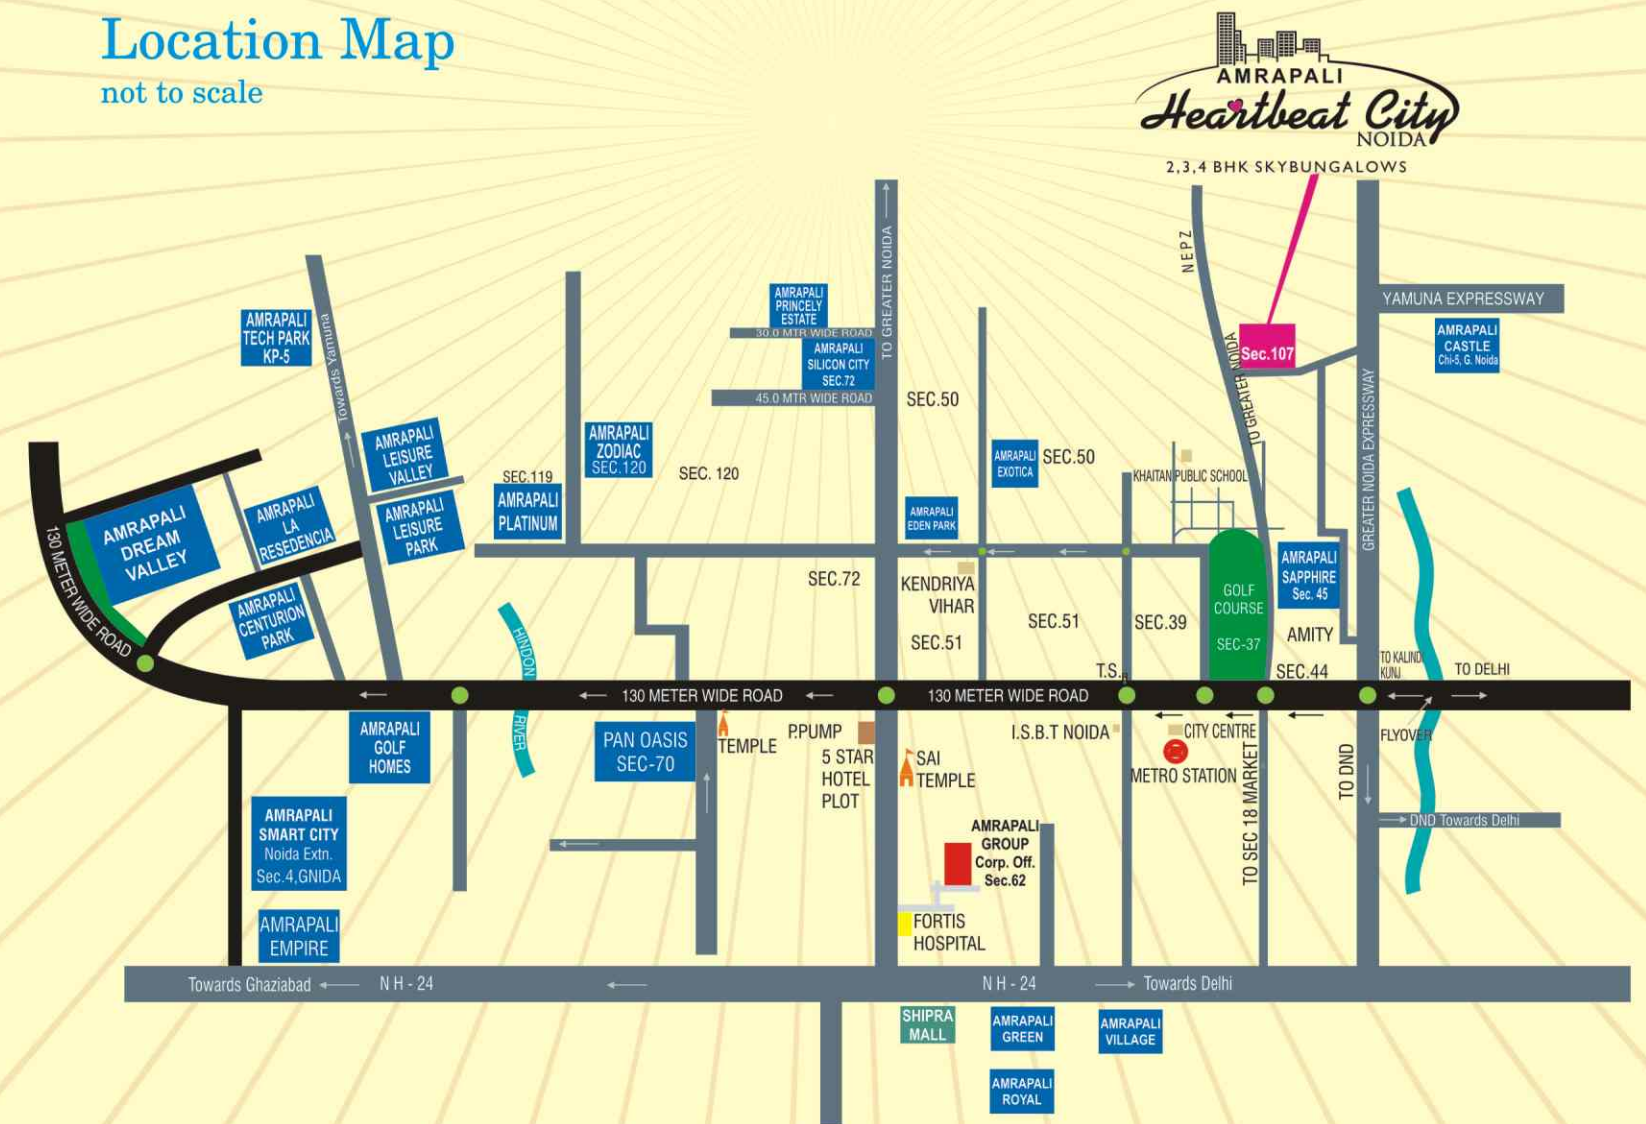 Location Map
not to scale
AMRAPALI
Heartbeat City
NOIDA
2,3,4 BHK SKYBUNGALOWS
NEPZ
TO GREATER NOIDA
YAMUNA EXPRESSWAY
AMRAPALI
CASTLE
Chi-5, G. Noida
Sec.107
TO GREATER NOIDA
GREATER NOIDA EXPRESSWAY
AMRAPALI
PRINCELY
ESTATE
30.0 MTR WIDE ROAD
AMRAPALI
SILICON CITY
SEC.72
45.0 MTR WIDE ROAD
AMRAPALI
TECH PARK
KP-5
Towards Yamuna
AMRAPALI
LEISURE
VALLEY
AMRAPALI
LEISURE
PARK
AMRAPALI
ZODIAC
SEC.120
SEC. 120
SEC.119
AMRAPALI
PLATINUM
SEC.50
AMRAPALI
EXOTICA
SEC.50
KHAITAN PUBLIC SCHOOL
AMRAPALI
EDEN PARK
AMRAPALI
DREAM
VALLEY
AMRAPALI
LA
RESEDENCIA
AMRAPALI
CENTURION
PARK
130 METER WIDE ROAD
SEC.72
KENDRIYA
VIHAR
SEC.51
SEC.51
SEC.39
GOLF
COURSE
SEC-37
AMRAPALI
SAPPHIRE
Sec. 45
AMITY
SEC.44
T.S.
TO KALINDI
KUNJ
TO DELHI
HINDON
RIVER
130 METER WIDE ROAD
130 METER WIDE ROAD
AMRAPALI
GOLF
HOMES
PAN OASIS
SEC-70
TEMPLE
P.PUMP
5 STAR
HOTEL
PLOT
SAI
TEMPLE
I.S.B.T NOIDA
CITY CENTRE
METRO STATION
TO SEC 18 MARKET
TO DND
FLYOVER
DND Towards Delhi
AMRAPALI
SMART CITY
Noida Extn.
Sec.4,GNIDA
AMRAPALI
EMPIRE
AMRAPALI
GROUP
Corp. Off.
Sec.62
FORTIS
HOSPITAL
Towards Ghaziabad
NH - 24
NH - 24
Towards Delhi
SHIPRA
MALL
AMRAPALI
GREEN
AMRAPALI
VILLAGE
AMRAPALI
ROYAL